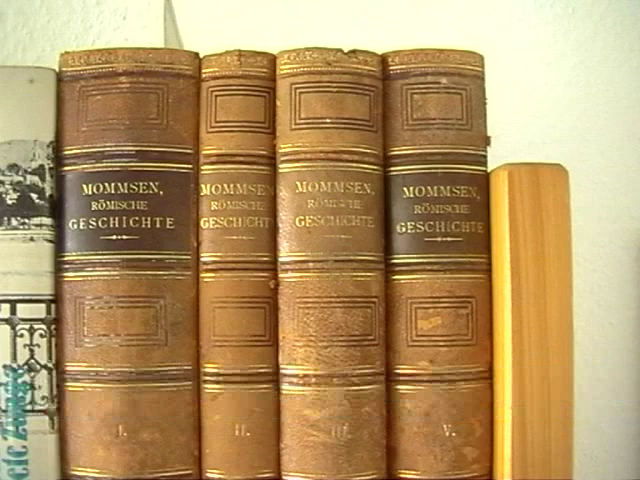 MOMMSEN,
RÖMISCHE
GESCHICHTE
I.
MOMMSEN
RÖMISCHE
GESCHICHTE
II.
MOMMSEN,
RÖMISCHE
GESCHICHTE
III.
MOMMSEN,
RÖMISCHE
GESCHICHTE
V.